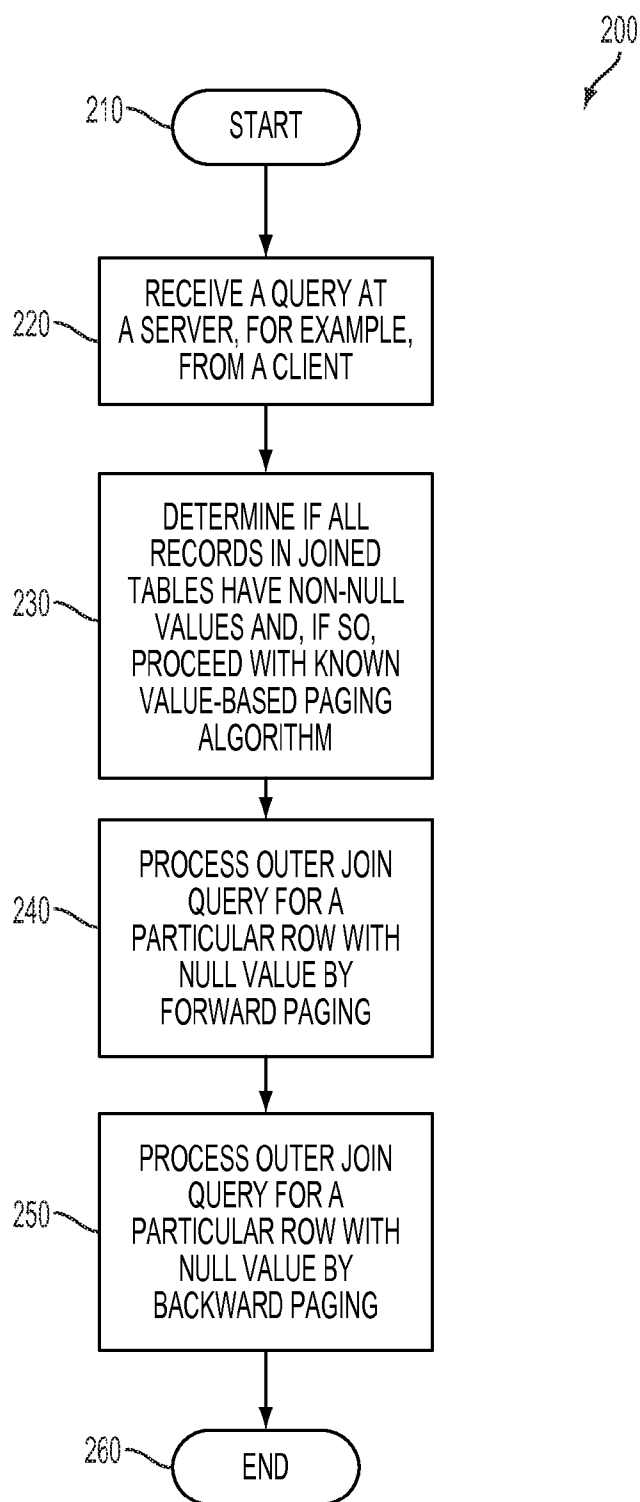 200
210
START
220
RECEIVE A QUERY AT
A SERVER, FOR EXAMPLE,
FROM A CLIENT
230
DETERMINE IF ALL
RECORDS IN JOINED
TABLES HAVE NON-NULL
VALUES AND, IF SO,
PROCEED WITH KNOWN
VALUE-BASED PAGING
ALGORITHM
240
PROCESS OUTER JOIN
QUERY FOR A
PARTICULAR ROW WITH
NULL VALUE BY
FORWARD PAGING
250
PROCESS OUTER JOIN
QUERY FOR A
PARTICULAR ROW WITH
NULL VALUE BY
BACKWARD PAGING
260
END